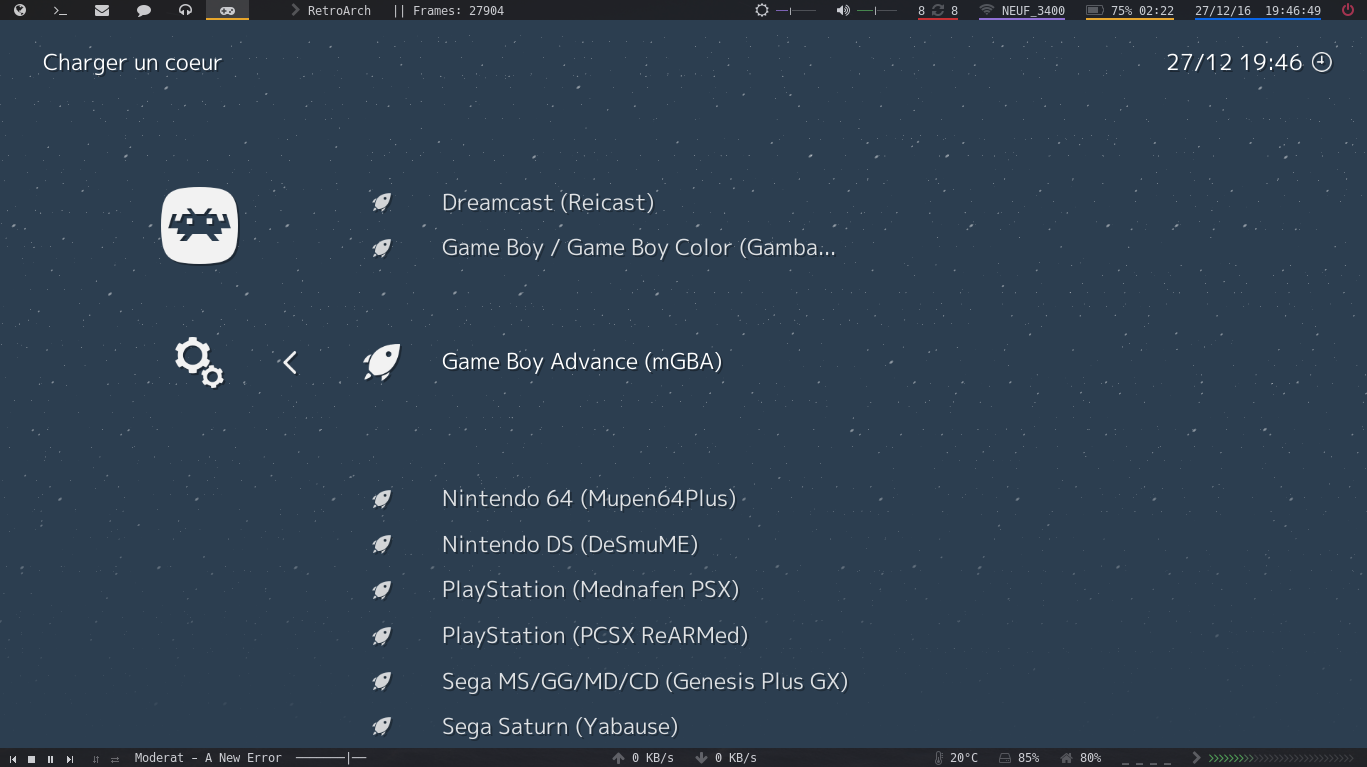 RetroArch || Frames: 27904 8 8 NEUF_3400 75% 02:22 27/12/16 19:46:49
Charger un coeur 27/12 19:46
Dreamcast (Reicast)
Game Boy / Game Boy Color (Gamba...
Game Boy Advance (mGBA)
Nintendo 64 (Mupen64Plus)
Nintendo DS (DeSmuME)
PlayStation (Mednafen PSX)
PlayStation (PCSX ReARMed)
Sega MS/GG/MD/CD (Genesis Plus GX)
Sega Saturn (Yabause)
Moderat - A New Error 0 KB/s 0 KB/s 20°C 85% 80%